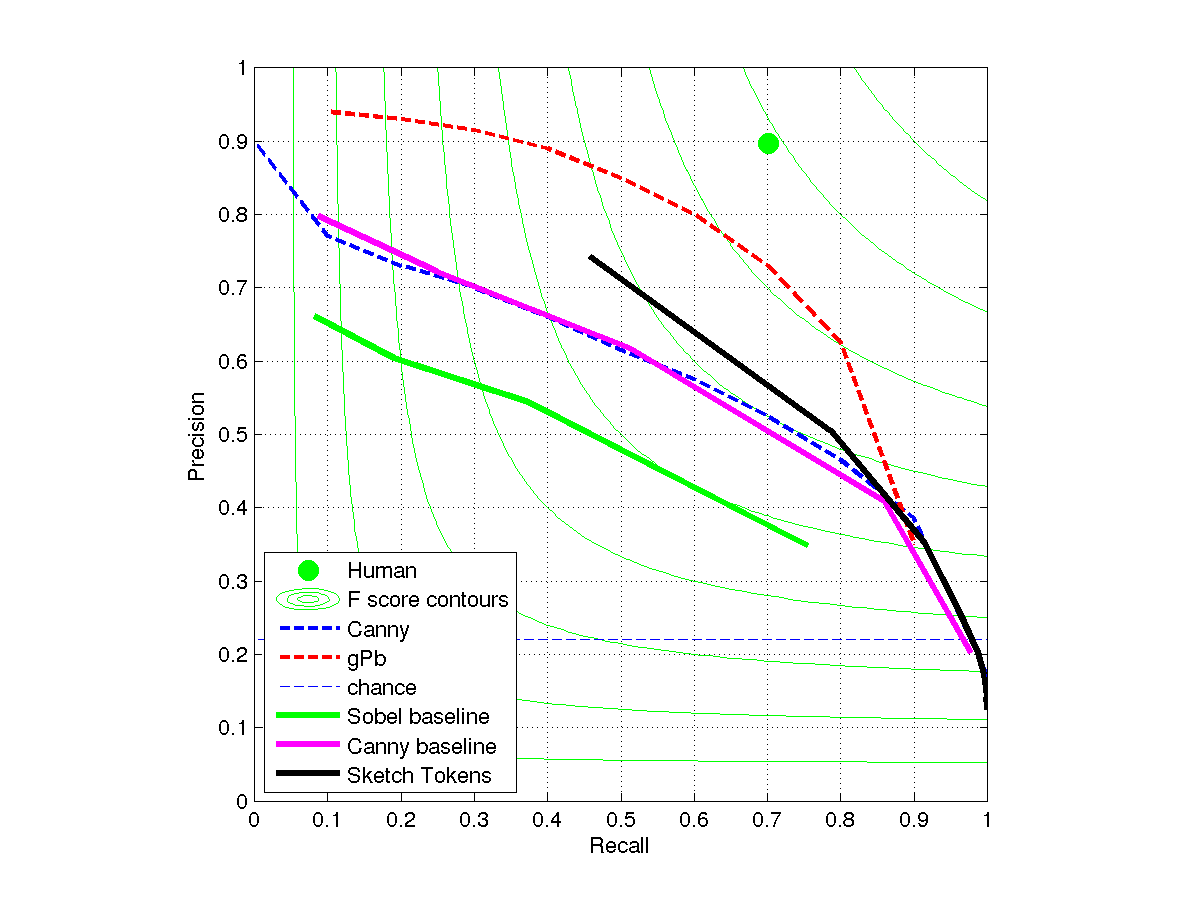 1
0.9
0.8
0.7
0.6
0.5
0.4
0.3
0.2
0.1
0
Precision
Human
F score contours
Canny
gPb
chance
Sobel baseline
Canny baseline
Sketch Tokens
0 0.1 0.2 0.3 0.4 0.5 0.6 0.7 0.8 0.9 1
Recall